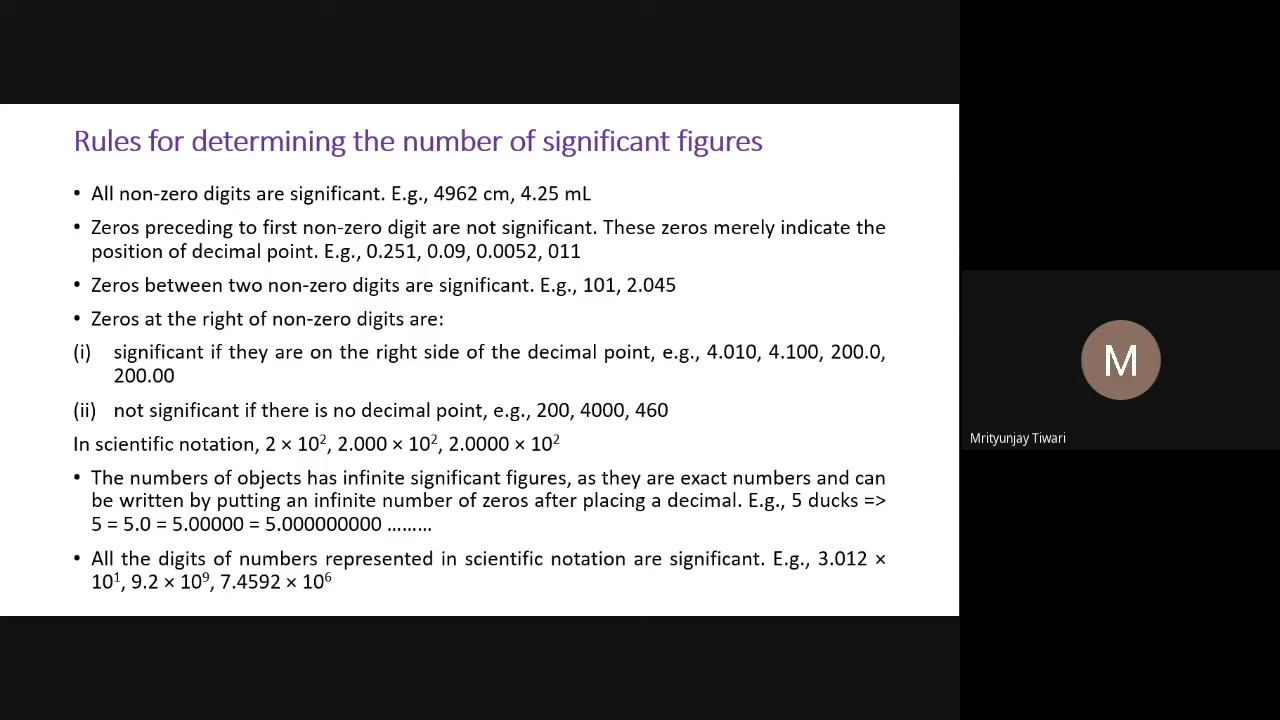 Rules for determining the number of significant figures
• All non-zero digits are significant. E.g., 4962 cm, 4.25 mL
• Zeros preceding to first non-zero digit are not significant. These zeros merely indicate the
position of decimal point. E.g., 0.251, 0.09, 0.0052, 011
• Zeros between two non-zero digits are significant. E.g., 101, 2.045
• Zeros at the right of non-zero digits are:
(i) significant if they are on the right side of the decimal point, e.g., 4.010, 4.100, 200.0,
200.00
(ii) not significant if there is no decimal point, e.g., 200, 4000, 460
In scientific notation, 2 × 10², 2.000 × 10², 2.0000 × 10²
• The numbers of objects has infinite significant figures, as they are exact numbers and can
be written by putting an infinite number of zeros after placing a decimal. E.g., 5 ducks =>
5 = 5.0 = 5.00000 = 5.000000000 ………
• All the digits of numbers represented in scientific notation are significant. E.g., 3.012 ×
10¹, 9.2 × 10⁹, 7.4592 × 10⁶
M
Mrityunjay Tiwari